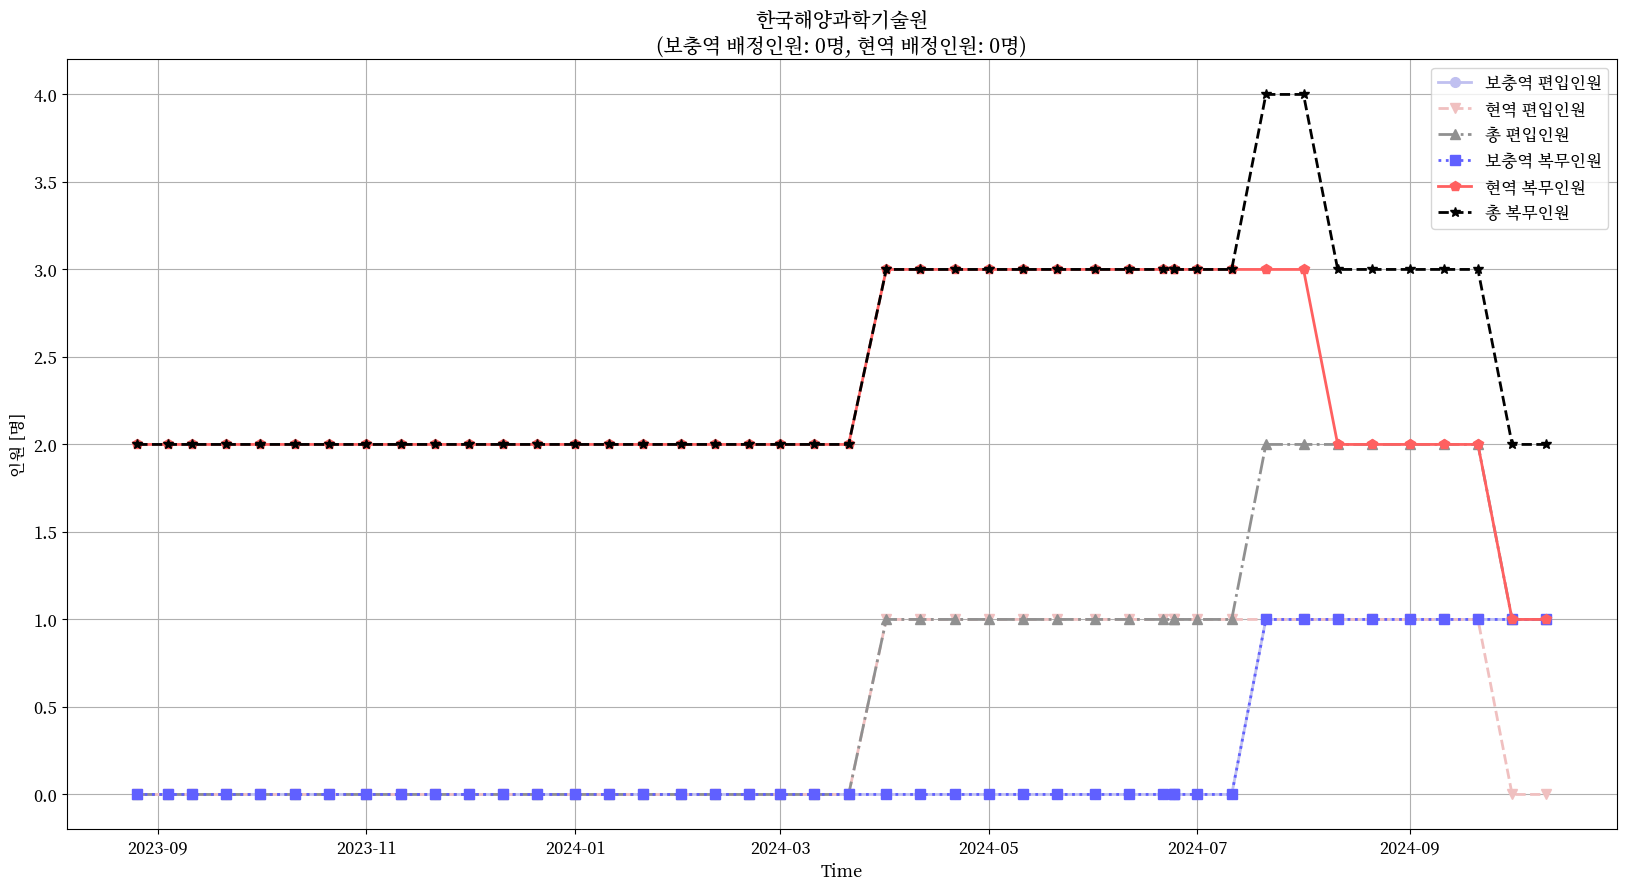 한국해양과학기술원
(보충역 배정인원: 0명, 현역 배정인원: 0명)
보충역 편입인원
현역 편입인원
총 편입인원
보충역 복무인원
현역 복무인원
총 복무인원
4.0
3.5
3.0
2.5
2.0
1.5
1.0
0.5
0.0
인원 [명]
2023-09
2023-11
2024-01
2024-03
2024-05
2024-07
2024-09
Time